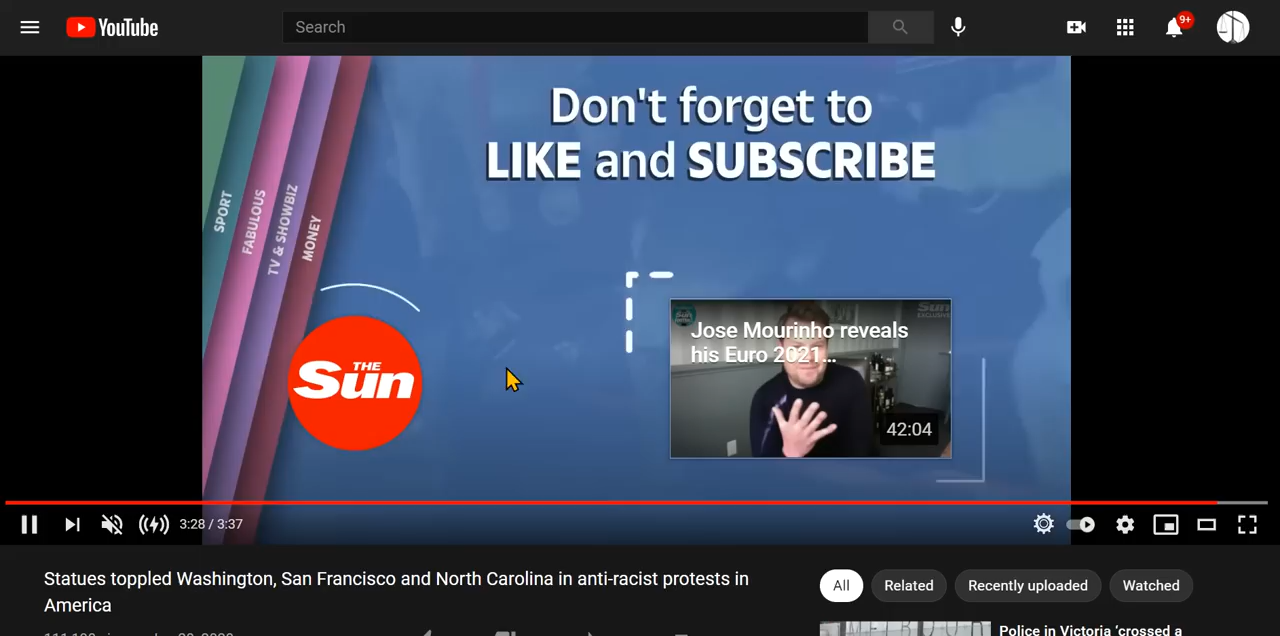 YouTube
Search
9+
Don't forget to
LIKE and SUBSCRIBE
SPORT
FABULOUS
TV & SHOWBIZ
MONEY
THE
Sun
Jose Mourinho reveals
his Euro 2021...
Sun
EXCLUSIVE
42:04
3:28 / 3:37
Statues toppled Washington, San Francisco and North Carolina in anti-racist protests in
America
All
Related
Recently uploaded
Watched
Police in Victoria 'crossed a